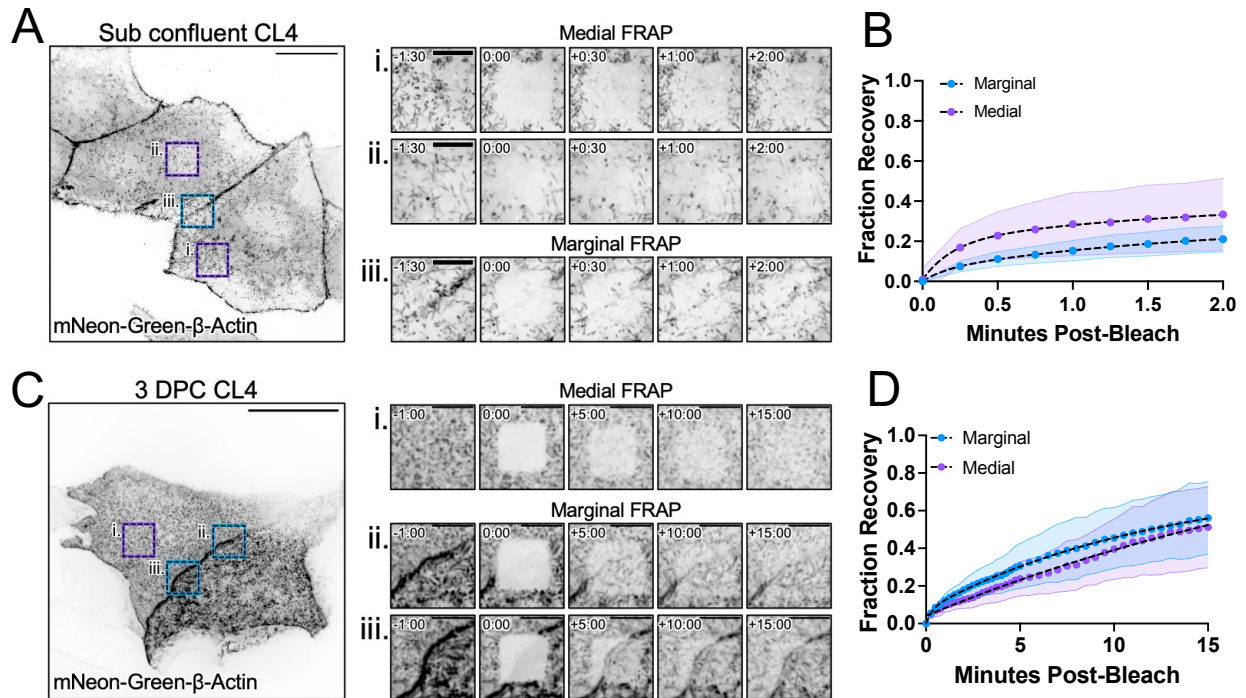 A
Sub confluent CL4
ii.
iii.
i.
mNeon-Green-β-Actin
Medial FRAP
i.
-1:30
0:00
+0:30
+1:00
+2:00
ii.
-1:30
0:00
+0:30
+1:00
+2:00
Marginal FRAP
iii.
-1:30
0:00
+0:30
+1:00
+2:00
B
Fraction Recovery
1.0
0.8
0.6
0.4
0.2
0.0
Marginal
Medial
0.0
0.5
1.0
1.5
2.0
Minutes Post-Bleach
C
3 DPC CL4
i.
ii.
iii.
mNeon-Green-β-Actin
Medial FRAP
i.
-1:00
0:00
+5:00
+10:00
+15:00
Marginal FRAP
ii.
-1:00
0:00
+5:00
+10:00
+15:00
iii.
-1:00
0:00
+5:00
+10:00
+15:00
D
Fraction Recovery
1.0
0.8
0.6
0.4
0.2
0.0
Marginal
Medial
0
5
10
15
Minutes Post-Bleach